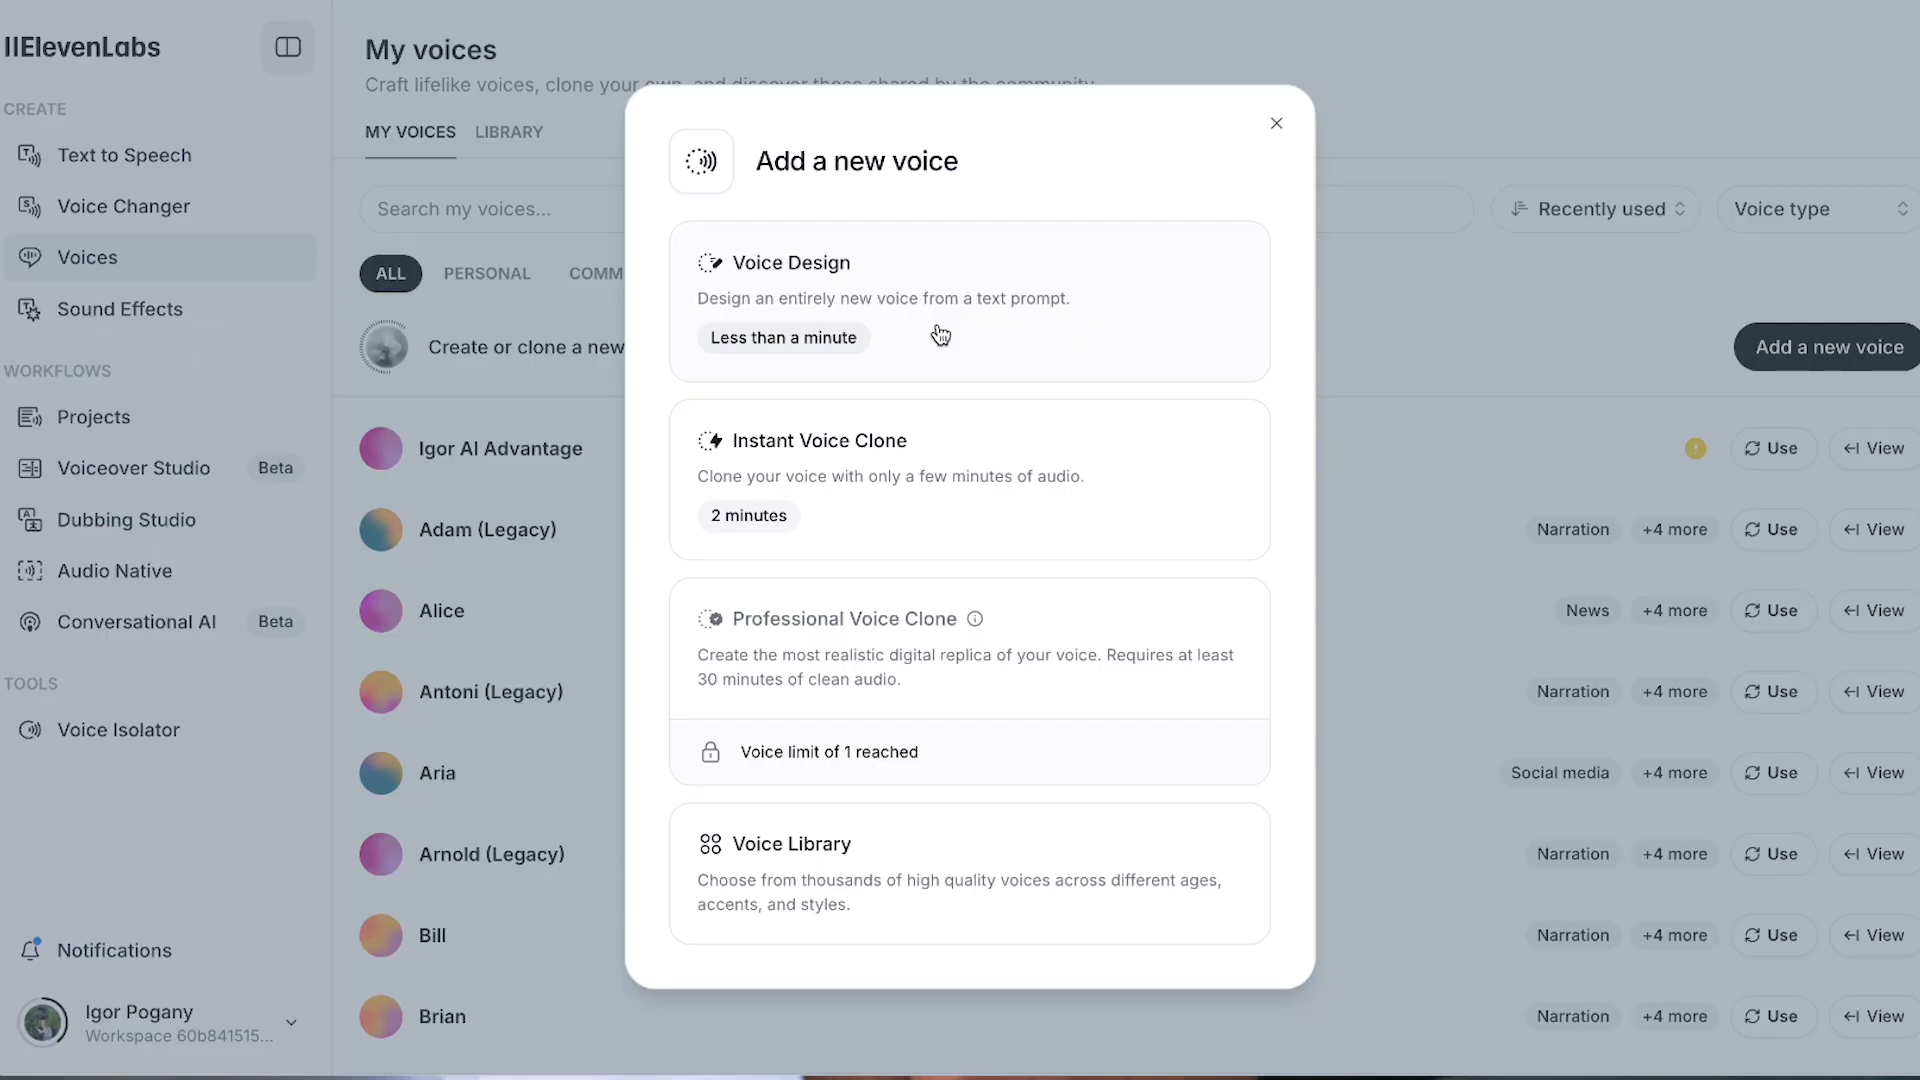 IIElevenLabs
CREATE
Text to Speech
Voice Changer
Voices
Sound Effects
WORKFLOWS
Projects
Voiceover Studio Beta
Dubbing Studio
Audio Native
Conversational AI Beta
TOOLS
Voice Isolator
Notifications
Igor Pogany
Workspace 60b841515...
My voices
Craft lifelike voices, clone your own, and discover those shared by the community.
MY VOICES LIBRARY
Search my voices...
Recently used
Voice type
ALL PERSONAL COMM
Create or clone a new
Add a new voice
Igor AI Advantage
Use View
Adam (Legacy)
Narration +4 more Use View
Alice
News +4 more Use View
Antoni (Legacy)
Narration +4 more Use View
Aria
Social media +4 more Use View
Arnold (Legacy)
Narration +4 more Use View
Bill
Narration +4 more Use View
Brian
Narration +4 more Use View
Add a new voice
Voice Design
Design an entirely new voice from a text prompt.
Less than a minute
Instant Voice Clone
Clone your voice with only a few minutes of audio.
2 minutes
Professional Voice Clone
Create the most realistic digital replica of your voice. Requires at least
30 minutes of clean audio.
Voice limit of 1 reached
Voice Library
Choose from thousands of high quality voices across different ages,
accents, and styles.